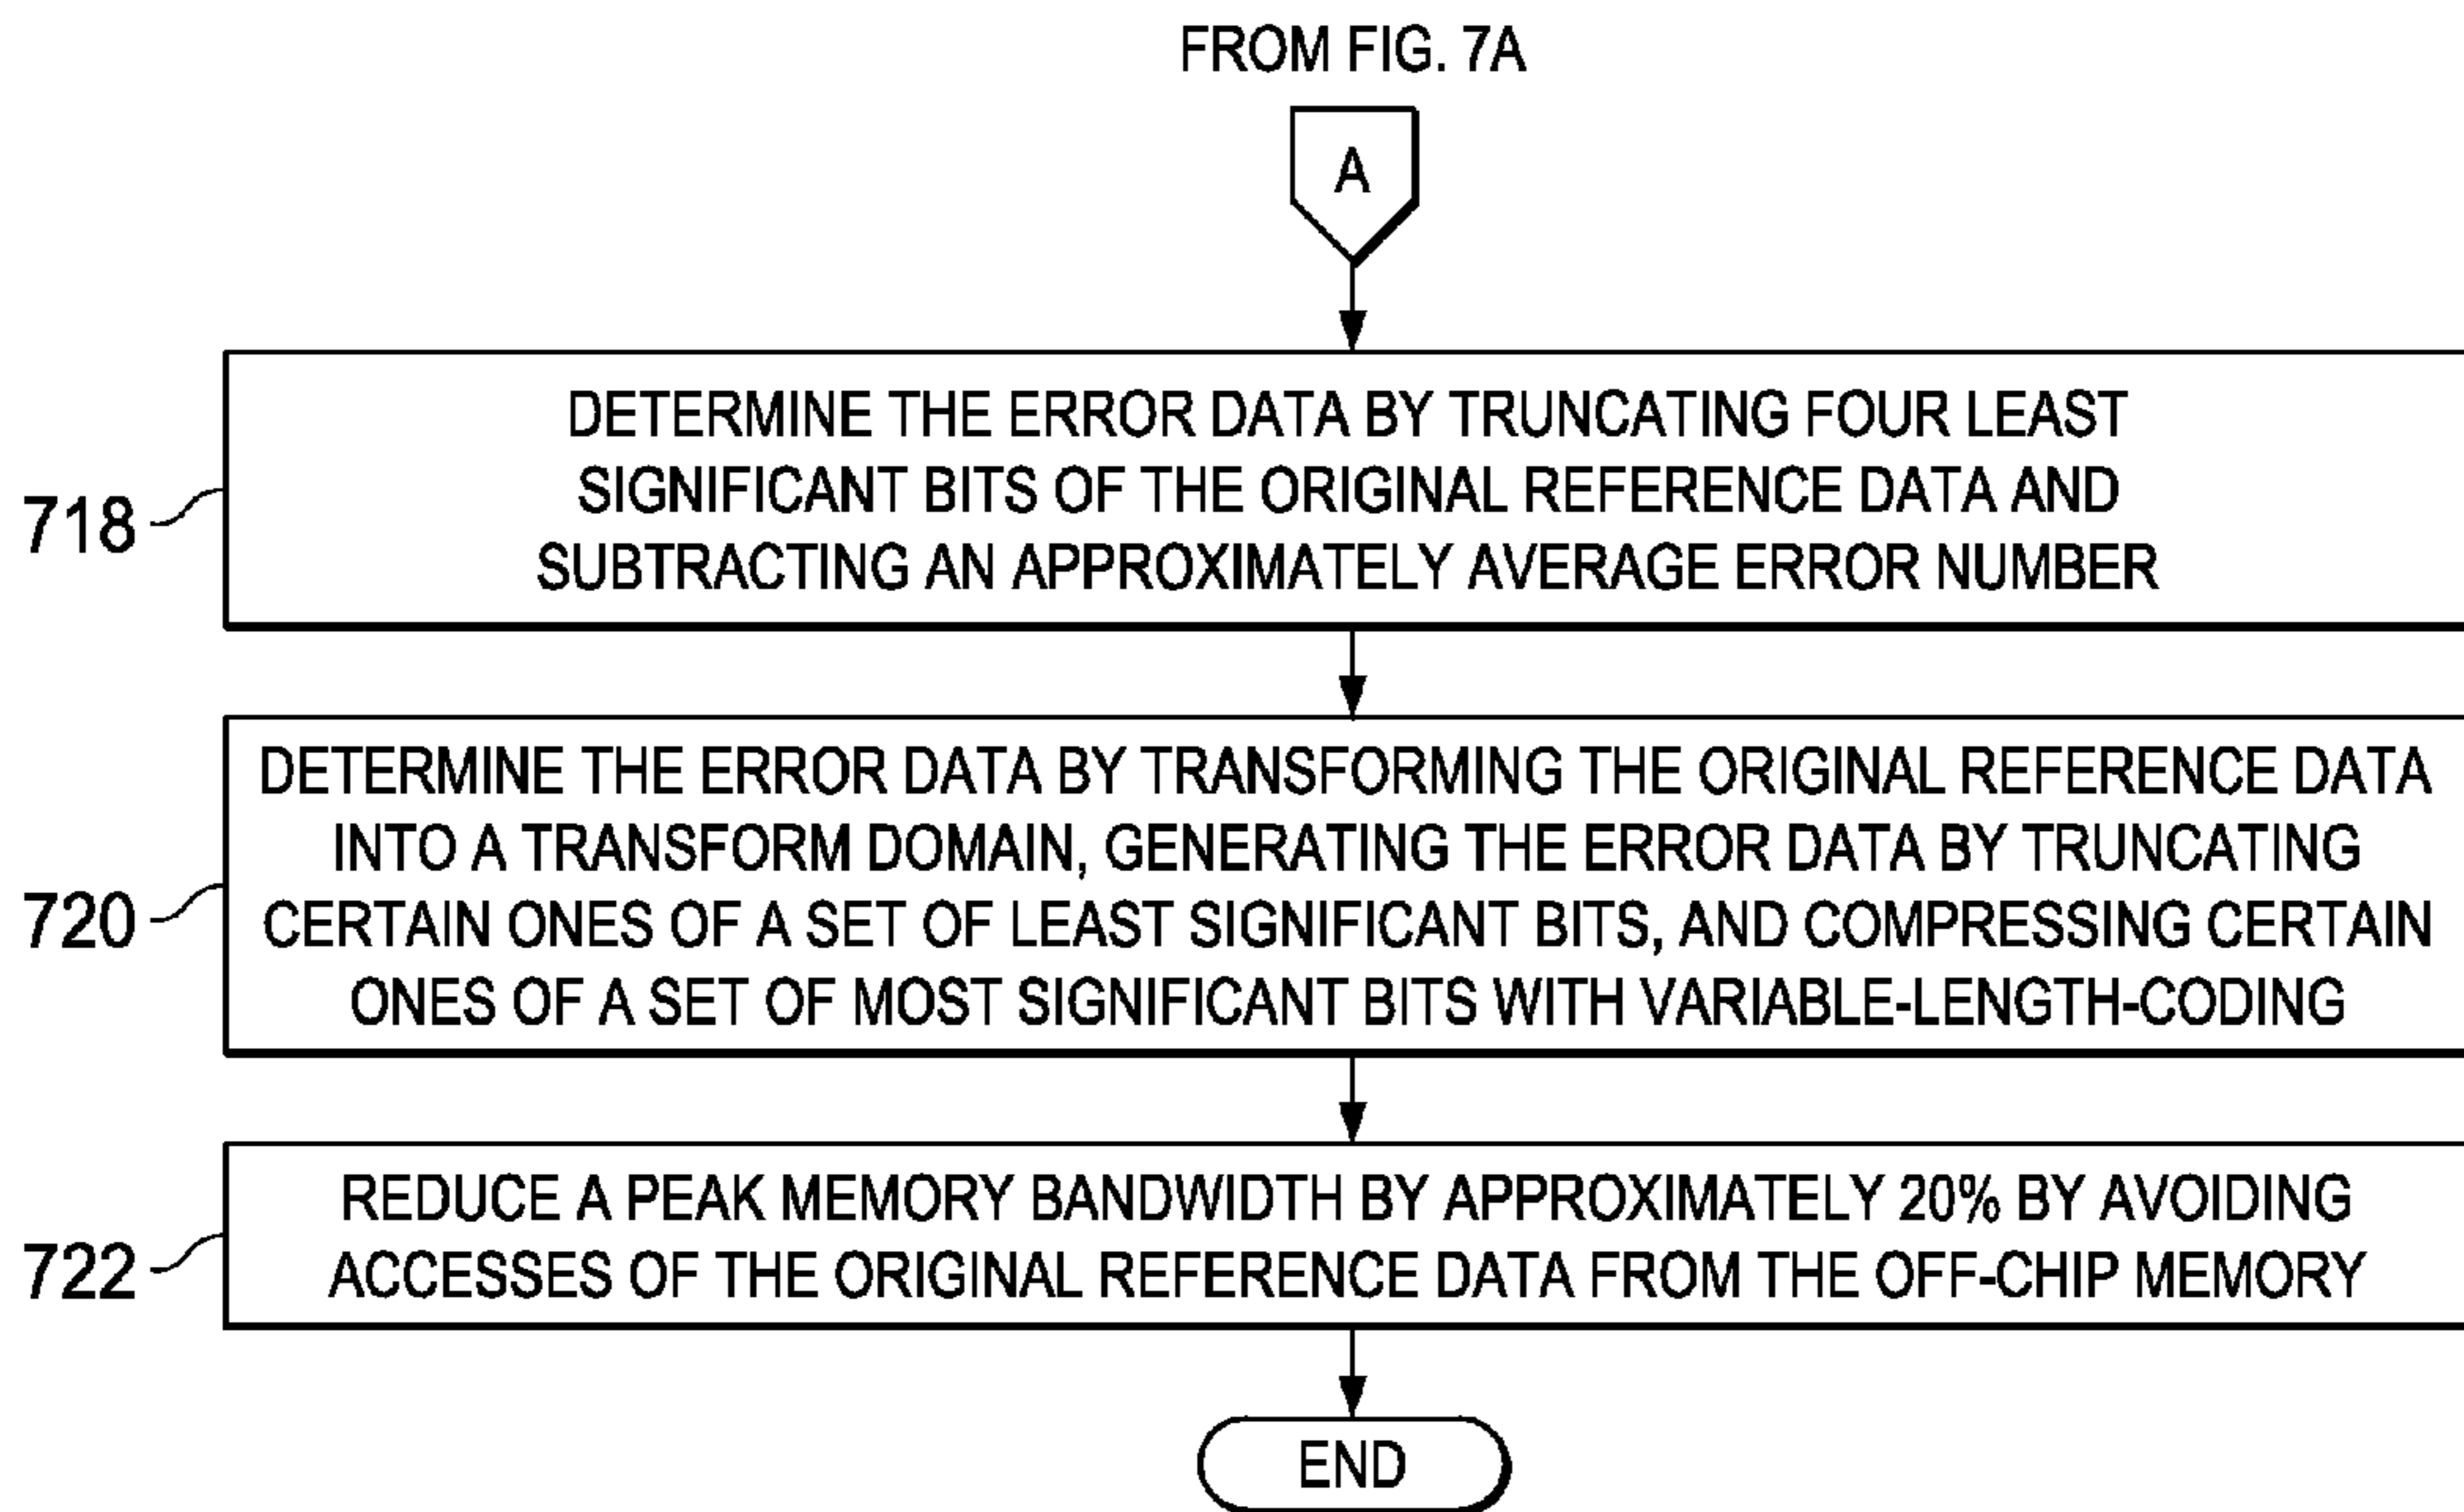 FROM FIG. 7A
A
DETERMINE THE ERROR DATA BY TRUNCATING FOUR LEAST
SIGNIFICANT BITS OF THE ORIGINAL REFERENCE DATA AND
SUBTRACTING AN APPROXIMATELY AVERAGE ERROR NUMBER
718
DETERMINE THE ERROR DATA BY TRANSFORMING THE ORIGINAL REFERENCE DATA
INTO A TRANSFORM DOMAIN, GENERATING THE ERROR DATA BY TRUNCATING
CERTAIN ONES OF A SET OF LEAST SIGNIFICANT BITS, AND COMPRESSING CERTAIN
ONES OF A SET OF MOST SIGNIFICANT BITS WITH VARIABLE-LENGTH-CODING
720
REDUCE A PEAK MEMORY BANDWIDTH BY APPROXIMATELY 20% BY AVOIDING
ACCESSES OF THE ORIGINAL REFERENCE DATA FROM THE OFF-CHIP MEMORY
722
END